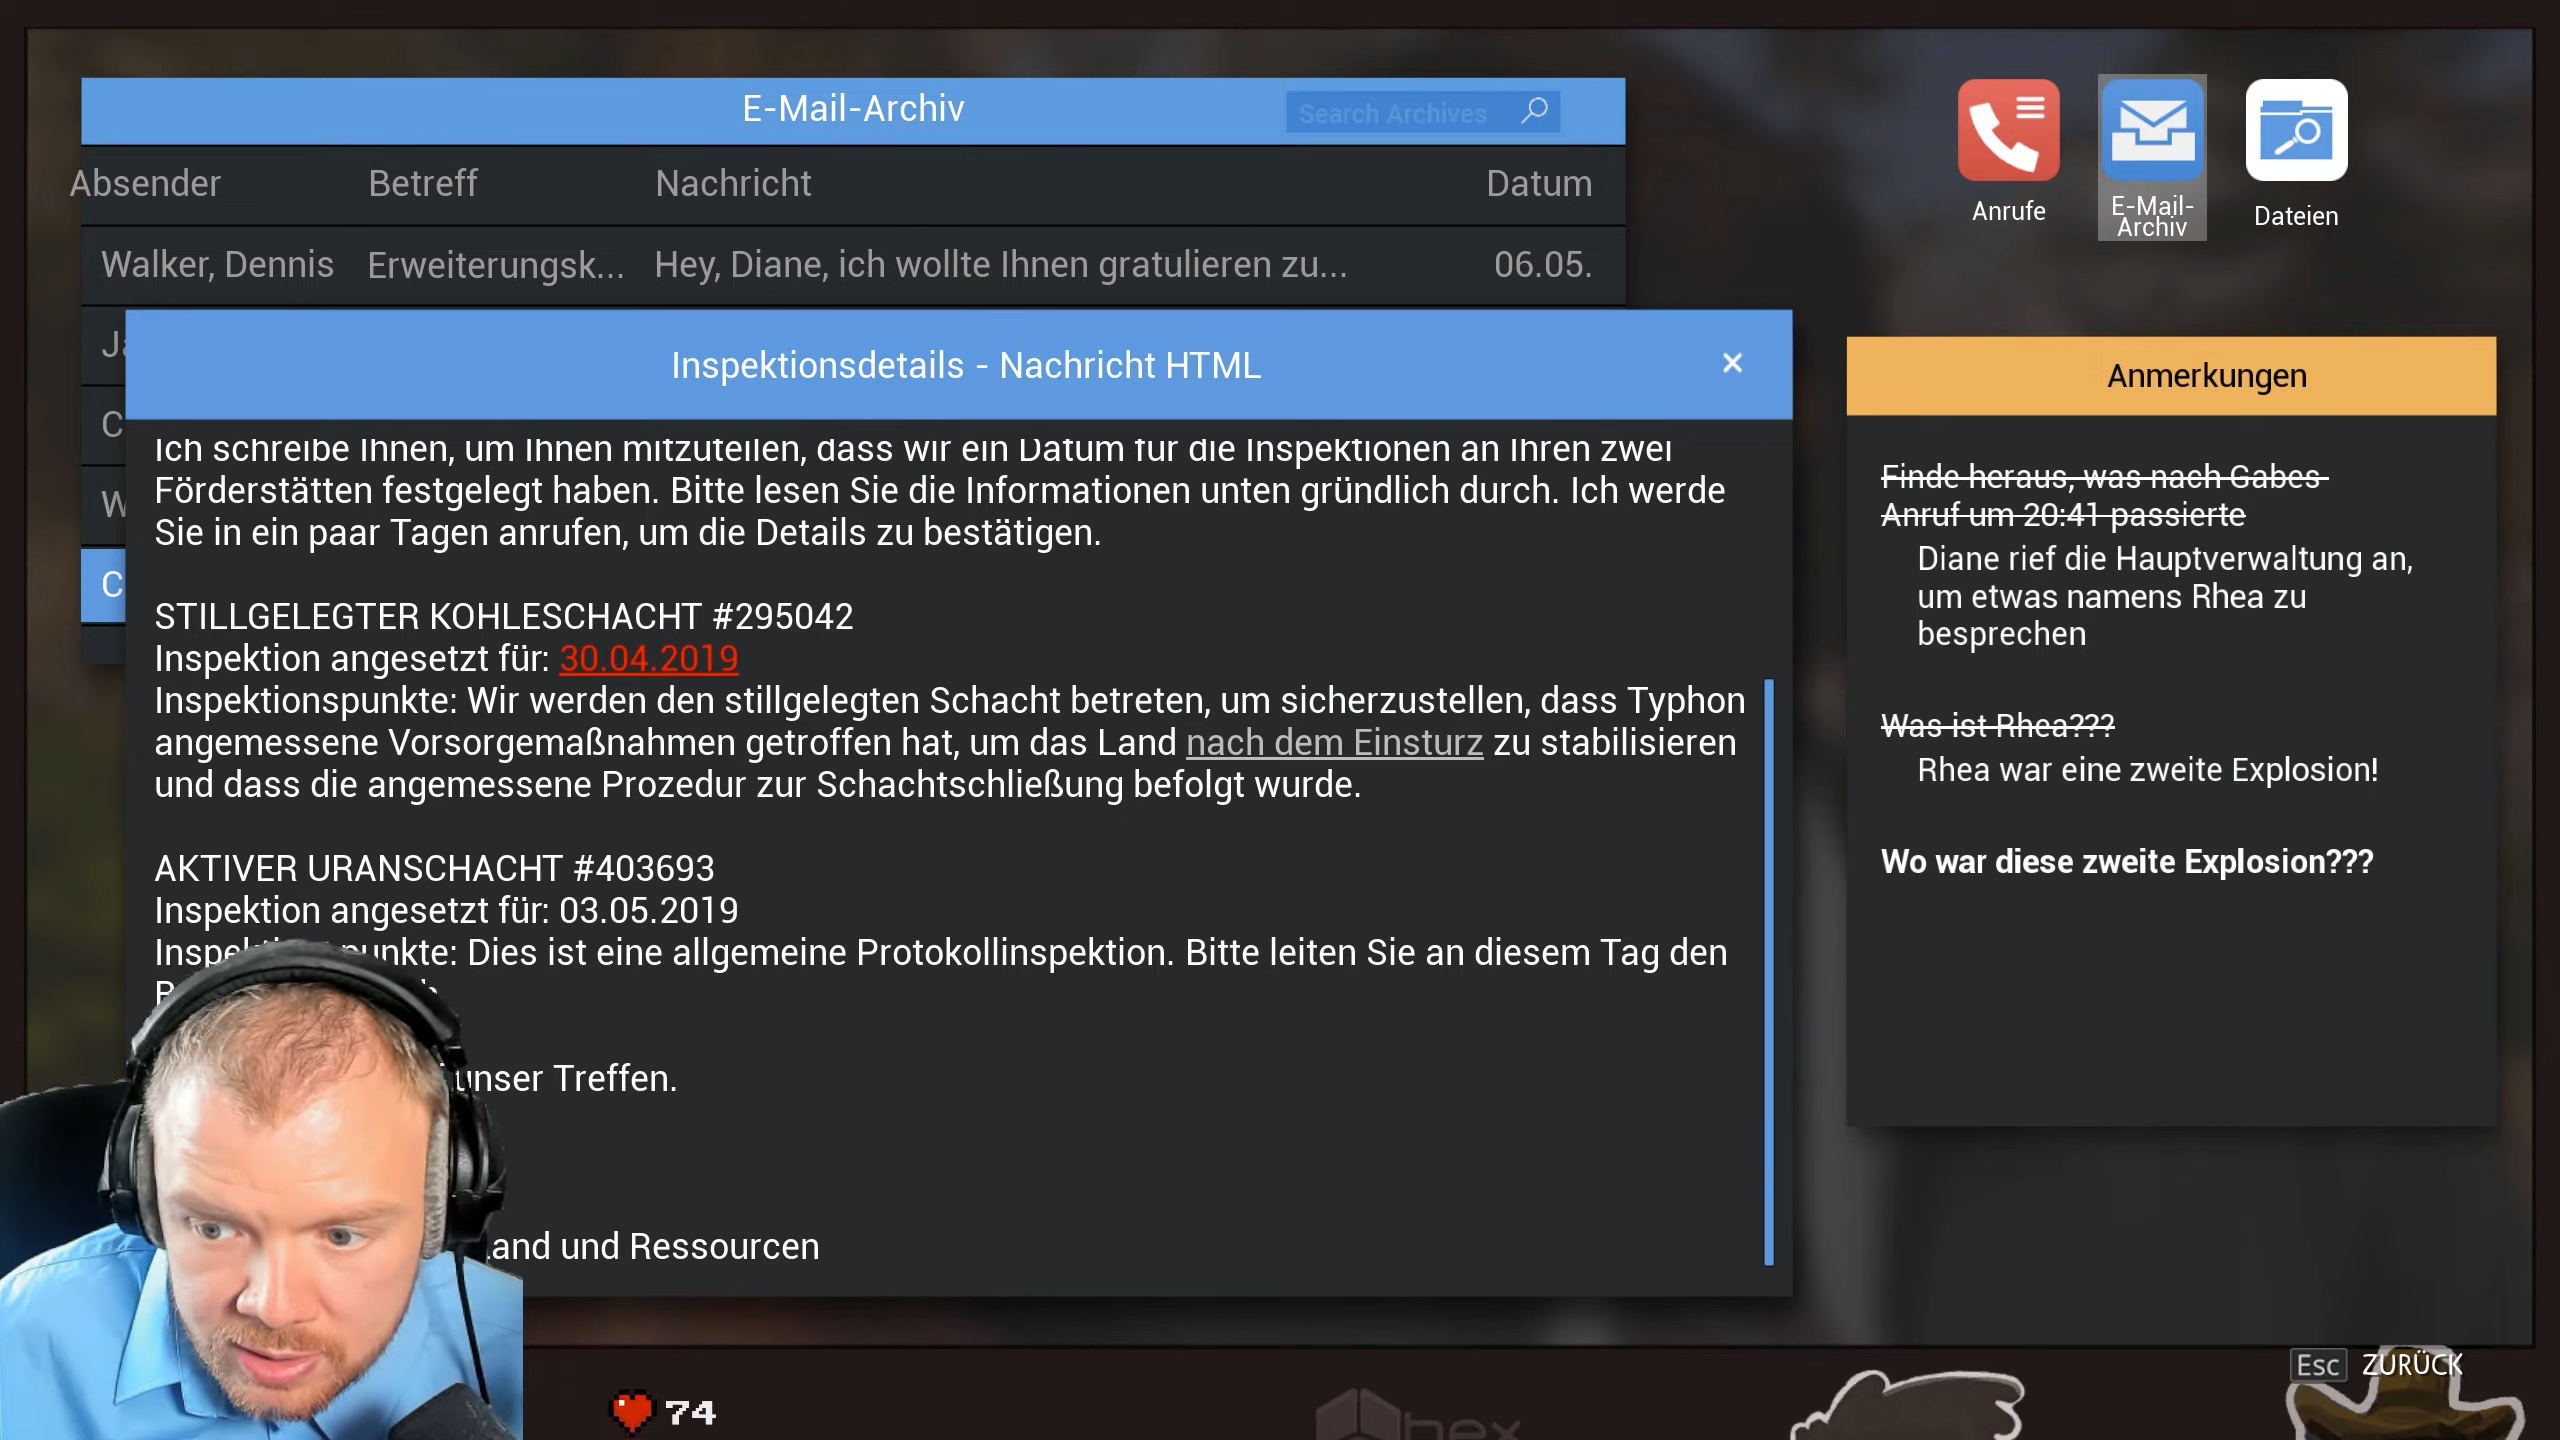 E-Mail-Archiv
Search Archives
Absender Betreff Nachricht Datum
Walker, Dennis Erweiterungsk... Hey, Diane, ich wollte Ihnen gratulieren zu... 06.05.
Inspektionsdetails - Nachricht HTML
Ich schreibe Ihnen, um Ihnen mitzuteilen, dass wir ein Datum für die Inspektionen an Ihren zwei
Förderstätten festgelegt haben. Bitte lesen Sie die Informationen unten gründlich durch. Ich werde
Sie in ein paar Tagen anrufen, um die Details zu bestätigen.
STILLGELEGTER KOHLESCHACHT #295042
Inspektion angesetzt für: 30.04.2019
Inspektionspunkte: Wir werden den stillgelegten Schacht betreten, um sicherzustellen, dass Typhon
angemessene Vorsorgemaßnahmen getroffen hat, um das Land nach dem Einsturz zu stabilisieren
und dass die angemessene Prozedur zur Schachtschließung befolgt wurde.
AKTIVER URANSCHACHT #403693
Inspektion angesetzt für: 03.05.2019
Dies ist eine allgemeine Protokollinspektion. Bitte leiten Sie an diesem Tag den
unser Treffen.
Land und Ressourcen
Anrufe
E-Mail-
Archiv
Dateien
Anmerkungen
Finde heraus, was nach Gabes
Anruf um 20:41 passierte
Diane rief die Hauptverwaltung an,
um etwas namens Rhea zu
besprechen
Was ist Rhea???
Rhea war eine zweite Explosion!
Wo war diese zweite Explosion???
74
hex
Esc ZURÜCK